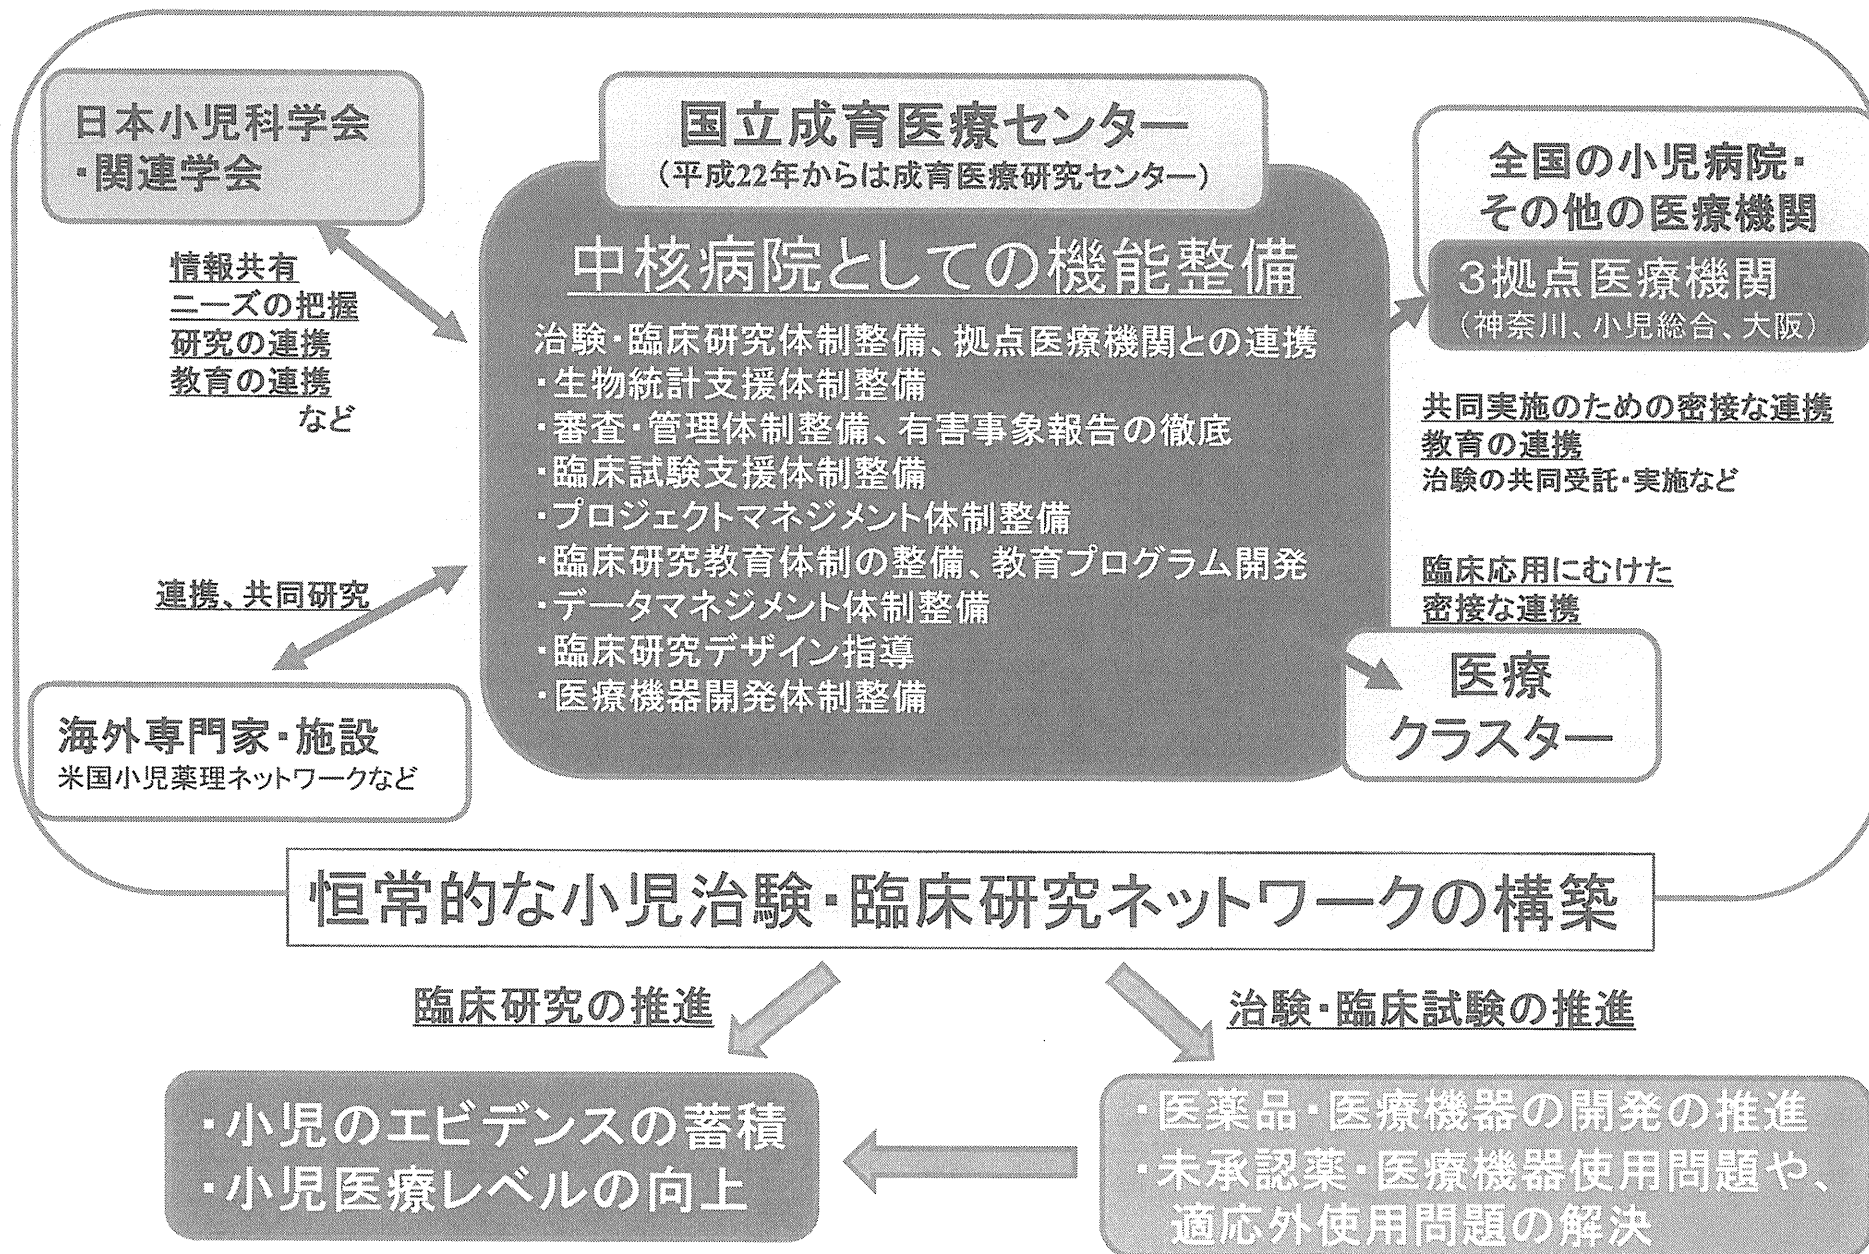 日本小児科学会
・関連学会
国立成育医療センター
（平成22年からは成育医療研究センター）
全国の小児病院・
その他の医療機関
３拠点医療機関
（神奈川、小児総合、大阪）
情報共有
ニーズの把握
研究の連携
教育の連携
など
中核病院としての機能整備
治験・臨床研究体制整備、拠点医療機関との連携
・生物統計支援体制整備
・審査・管理体制整備、有害事象報告の徹底
・臨床試験支援体制整備
・プロジェクトマネジメント体制整備
・臨床研究教育体制の整備、教育プログラム開発
・データマネジメント体制整備
・臨床研究デザイン指導
・医療機器開発体制整備
共同実施のための密接な連携
教育の連携
治験の共同受託・実施など
連携、共同研究
臨床応用にむけた
密接な連携
医療
クラスター
海外専門家・施設
米国小児薬理ネットワークなど
恒常的な小児治験・臨床研究ネットワークの構築
臨床研究の推進
治験・臨床試験の推進
・小児のエビデンスの蓄積
・小児医療レベルの向上
・医薬品・医療機器の開発の推進
・未承認薬・医療機器使用問題や、
適応外使用問題の解決